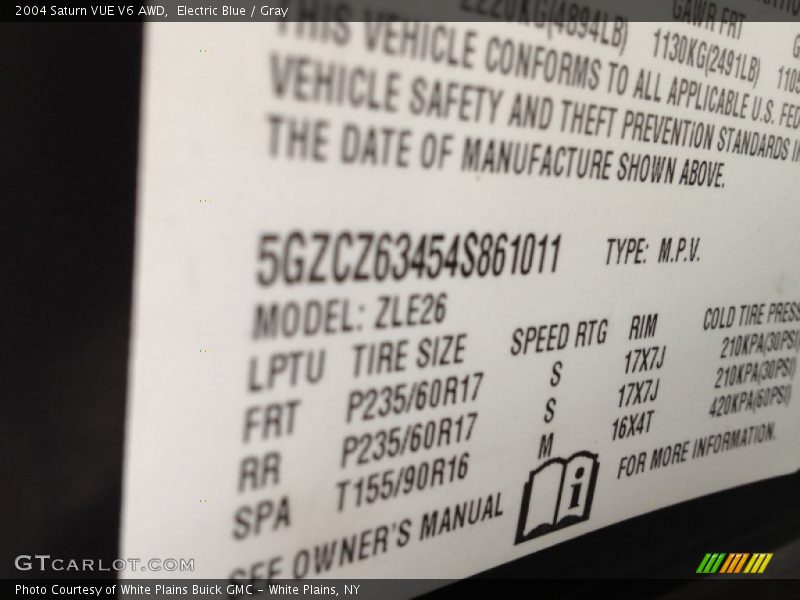 2004 Saturn VUE V6 AWD,  Electric Blue / Gray
2220KG(4894LB) GAWR FRT
1130KG(2491LB)
THIS VEHICLE CONFORMS TO ALL APPLICABLE U.S. FED
VEHICLE SAFETY AND THEFT PREVENTION STANDARDS
THE DATE OF MANUFACTURE SHOWN ABOVE.
5GZCZ63454S861011 TYPE: M.P.V.
MODEL: ZLE26
LPTU TIRE SIZE SPEED RTG RIM COLD TIRE PRESS
FRT P235/60R17 S 17X7J 210KPA(30PSI)
RR P235/60R17 S 17X7J 210KPA(30PSI)
SPA T155/90R16 M 16X4T 420KPA(60PSI)
SEE OWNER'S MANUAL i FOR MORE INFORMATION.
GTCARLOT.COM
Photo Courtesy of White Plains Buick GMC - White Plains, NY